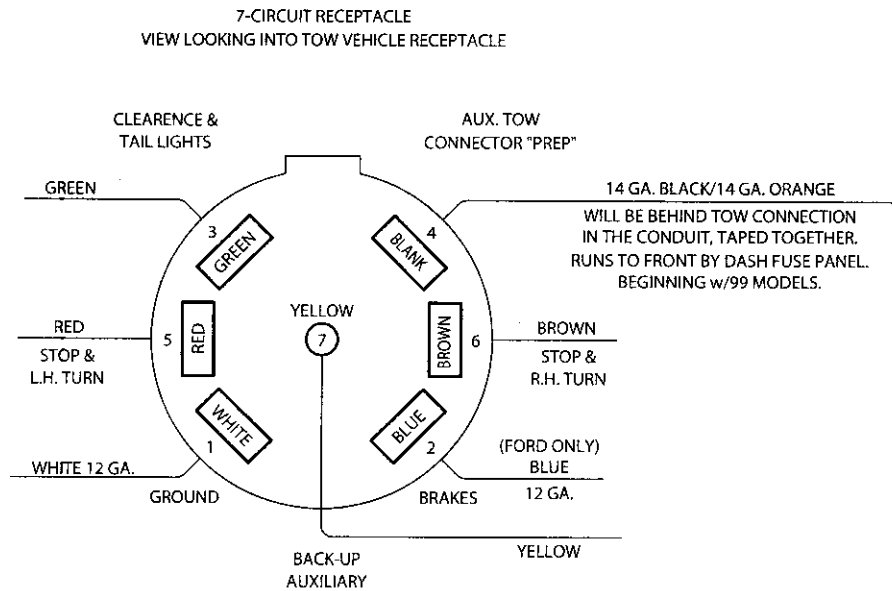 7-CIRCUIT RECEPTACLE
VIEW LOOKING INTO TOW VEHICLE RECEPTACLE
CLEARENCE &
TAIL LIGHTS
AUX. TOW
CONNECTOR "PREP"
GREEN
14 GA. BLACK/14 GA. ORANGE
WILL BE BEHIND TOW CONNECTION
IN THE CONDUIT, TAPED TOGETHER.
RUNS TO FRONT BY DASH FUSE PANEL.
BEGINNING w/99 MODELS.
3
GREEN
4
BLANK
YELLOW
7
RED
STOP &
L.H. TURN
5
RED
BROWN
6
BROWN
STOP &
R.H. TURN
WHITE
1
BLUE
2
WHITE 12 GA.
GROUND
BRAKES
(FORD ONLY)
BLUE
12 GA.
YELLOW
BACK-UP
AUXILIARY